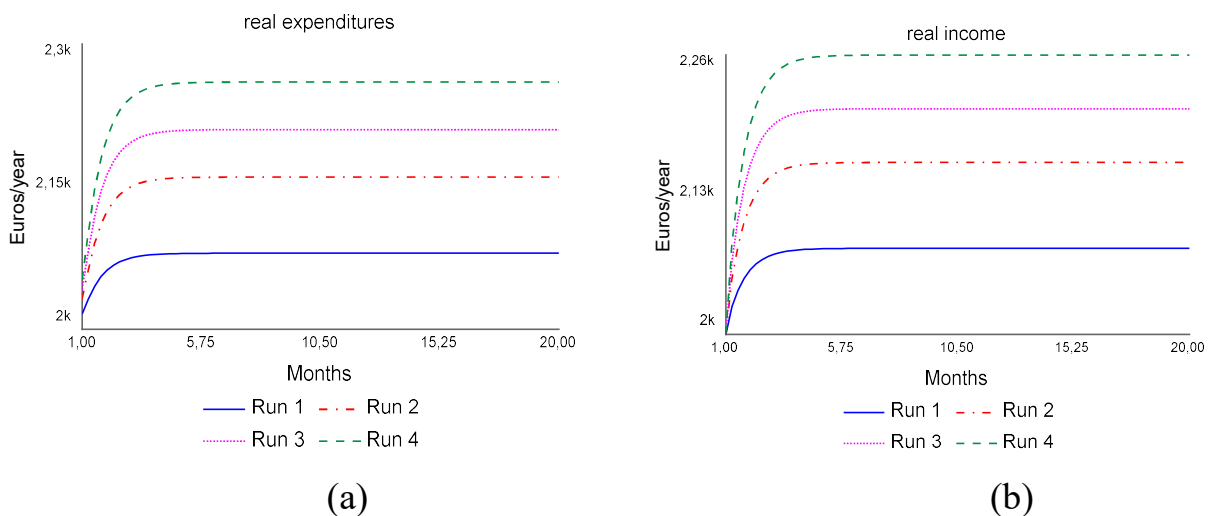 real expenditures
2,3k
2,15k
2k
Euros/year
1,00 5,75 10,50 15,25 20,00
Months
Run 1 Run 2
Run 3 Run 4
(a)
real income
2,26k
2,13k
2k
Euros/year
1,00 5,75 10,50 15,25 20,00
Months
Run 1 Run 2
Run 3 Run 4
(b)